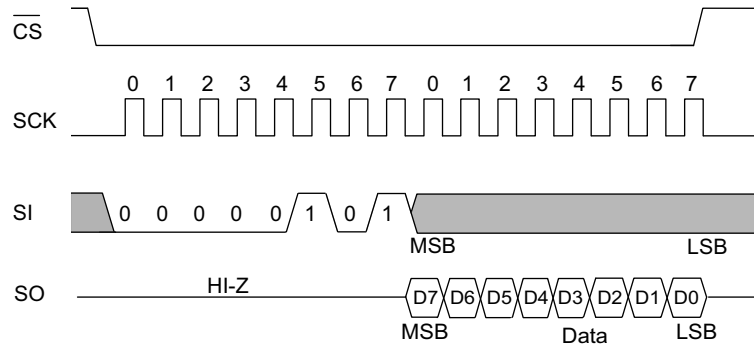 CS
0 1 2 3 4 5 6 7 0 1 2 3 4 5 6 7
SCK
SI 0 0 0 0 0 1 0 1
MSB LSB
HI-Z
SO D7 D6 D5 D4 D3 D2 D1 D0
MSB Data LSB